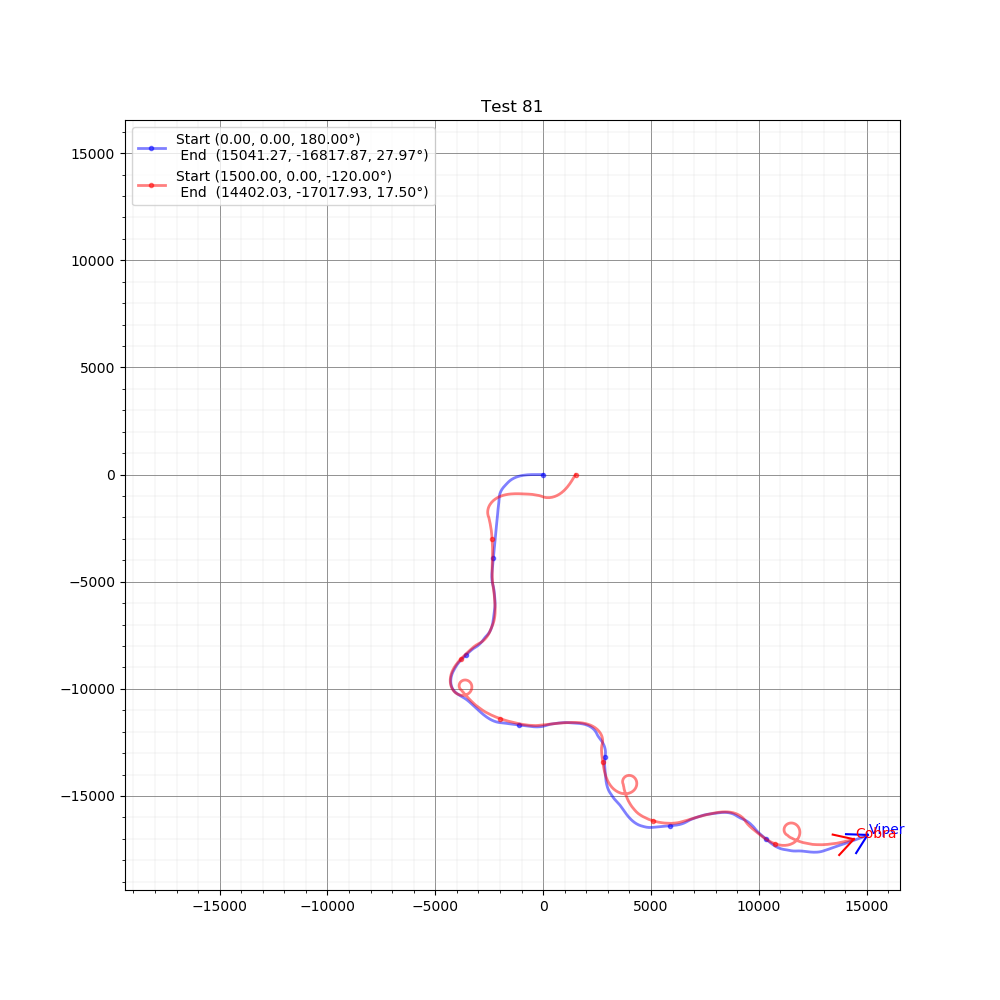 Test 81
Start (0.00, 0.00, 180.00°)
End  (15041.27, -16817.87, 27.97°)
Start (1500.00, 0.00, -120.00°)
End  (14402.03, -17017.93, 17.50°)
15000
10000
5000
0
−5000
−10000
−15000
Viper
Cobra
−15000 −10000 −5000 0 5000 10000 15000